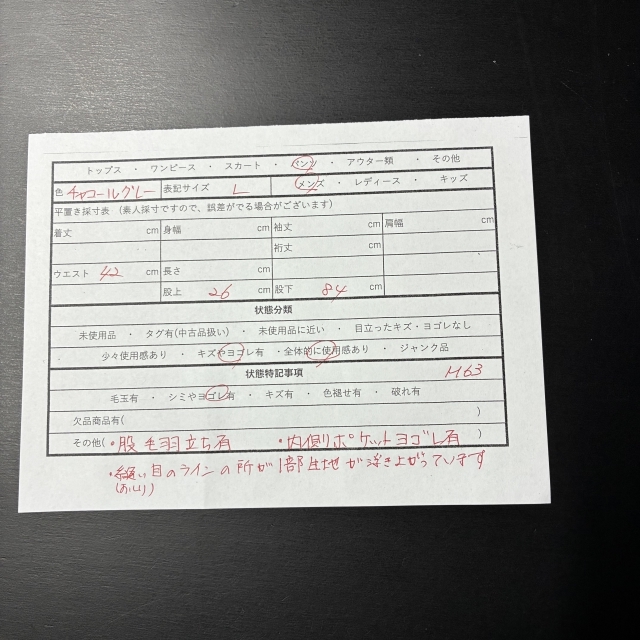 トップス ・ ワンピース ・ スカート ・ パンツ ・ アウター類 ・ その他
色 チャコールグレー 表記サイズ L メンズ ・ レディース ・ キッズ
平置き採寸表 (素人採寸ですので、誤差がでる場合がございます)
着丈 cm 身幅 cm 袖丈 cm 肩幅 cm
裄丈 cm
ウエスト 42 cm 長さ cm
股上 26 cm 股下 84 cm
状態分類
未使用品 ・ タグ有(中古品扱い) ・ 未使用に近い ・ 目立ったキズ・ヨゴレなし
少々使用感あり ・ キズやヨゴレ有 ・全体的に使用感あり ・ ジャンク品
状態特記事項 H63
毛玉有 ・ シミやヨゴレ有 ・ キズ有 ・ 色褪せ有 ・ 破れ有
欠品商品有( )
その他( ・股毛羽立ち有 ・内側ポケットヨゴレ有 )
・縫い目のラインの所が1部生地が浮き上がっています
(おしり)